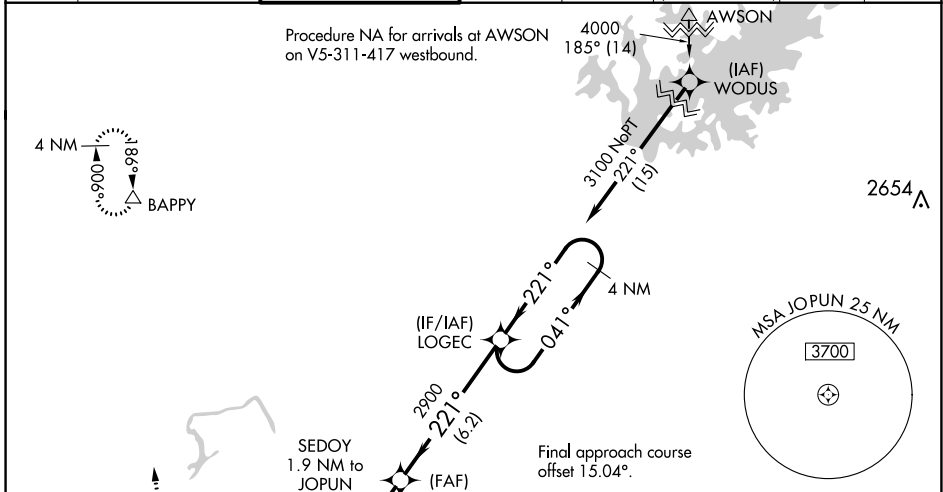 Procedure NA for arrivals at AWSON
on V5-311-417 westbound.
AWSON
4000
185° (14)
(IAF)
WODUS
3100 NoPT
221°
(15)
4 NM
006°
186°
BAPPY
2654
221°
4 NM
041°
(IF/IAF)
LOGEC
MSA JOPUN 25 NM
3700
2900
221°
(6.2)
SEDOY
1.9 NM to
JOPUN
(FAF)
Final approach course
offset 15.04°.